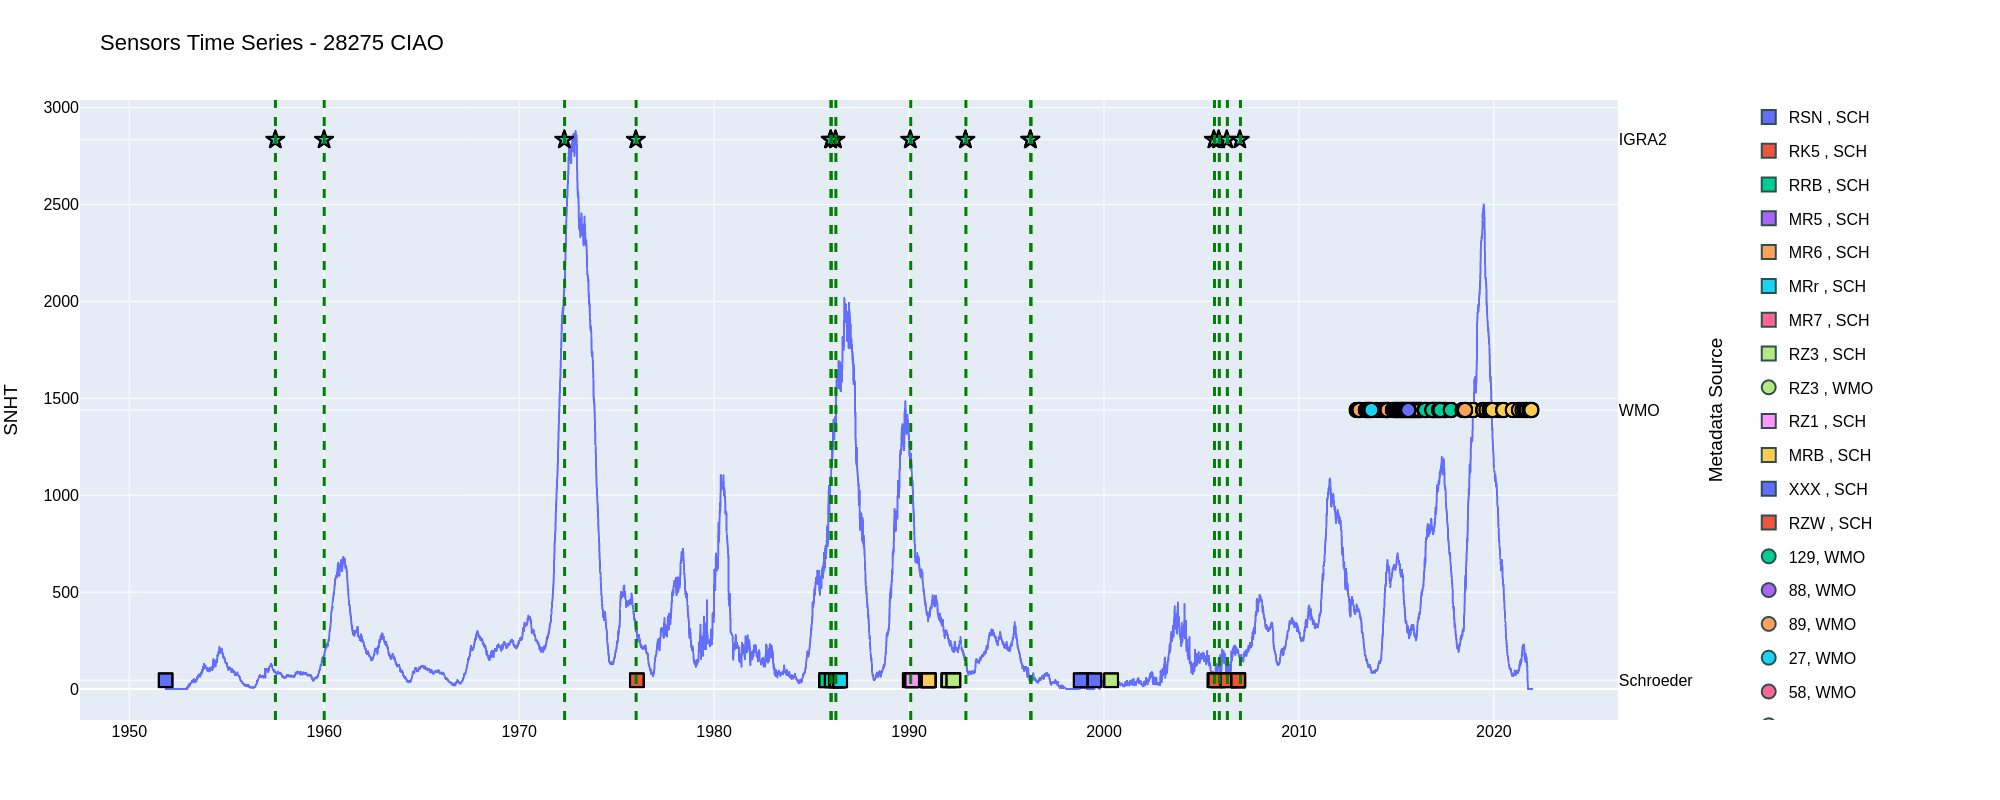 Sensors Time Series - 28275 CIAO
SNHT
3000
2500
2000
1500
1000
500
0
1950
1960
1970
1980
1990
2000
2010
2020
IGRA2
WMO
Schroeder
Metadata Source
RSN , SCH
RK5 , SCH
RRB , SCH
MR5 , SCH
MR6 , SCH
MRr , SCH
MR7 , SCH
RZ3 , SCH
RZ3 , WMO
RZ1 , SCH
MRB , SCH
XXX , SCH
RZW , SCH
129, WMO
88, WMO
89, WMO
27, WMO
58, WMO